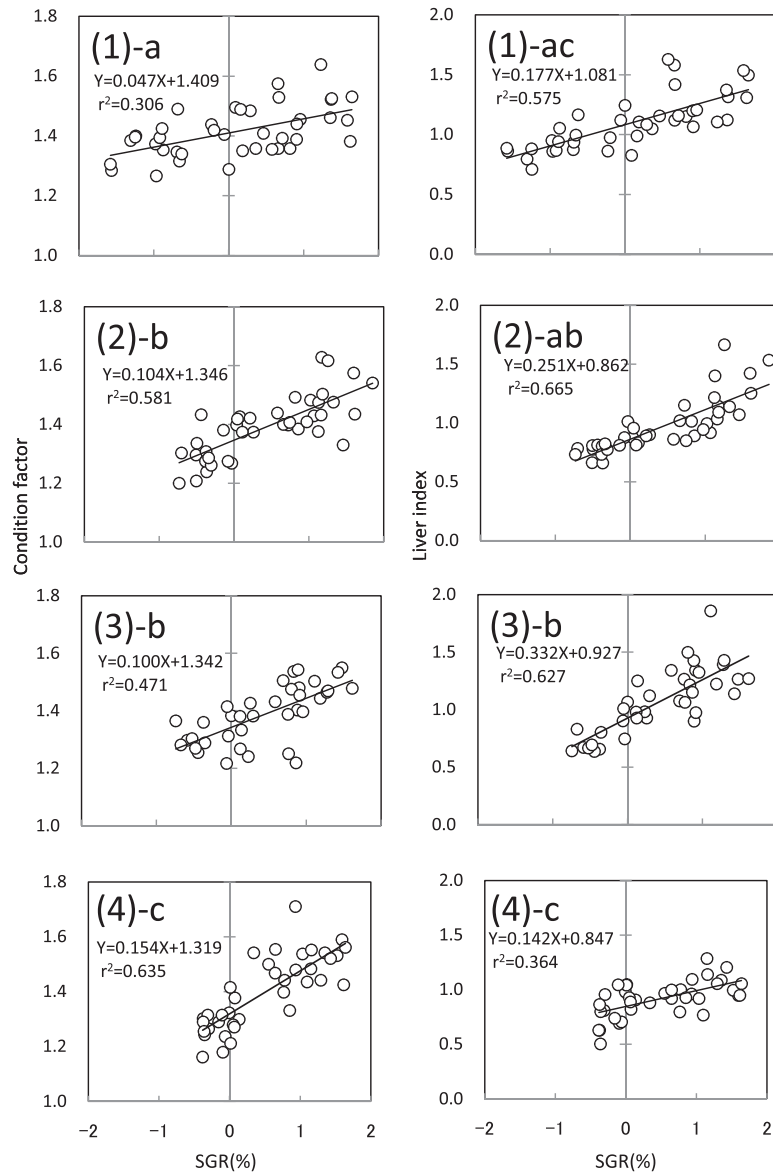 1.8
1.6
1.4
1.2
1.0
(1)-a
Y=0.047X+1.409
r²=0.306
2.0
1.5
1.0
0.5
0.0
(1)-ac
Y=0.177X+1.081
r²=0.575
1.8
1.6
1.4
1.2
1.0
(2)-b
Y=0.104X+1.346
r²=0.581
2.0
1.5
1.0
0.5
0.0
(2)-ab
Y=0.251X+0.862
r²=0.665
Condition factor
Liver index
1.8
1.6
1.4
1.2
1.0
(3)-b
Y=0.100X+1.342
r²=0.471
2.0
1.5
1.0
0.5
0.0
(3)-b
Y=0.332X+0.927
r²=0.627
1.8
1.6
1.4
1.2
1.0
(4)-c
Y=0.154X+1.319
r²=0.635
−2 −1 0 1 2
SGR(%)
2.0
1.5
1.0
0.5
0.0
(4)-c
Y=0.142X+0.847
r²=0.364
−2 −1 0 1 2
SGR(%)